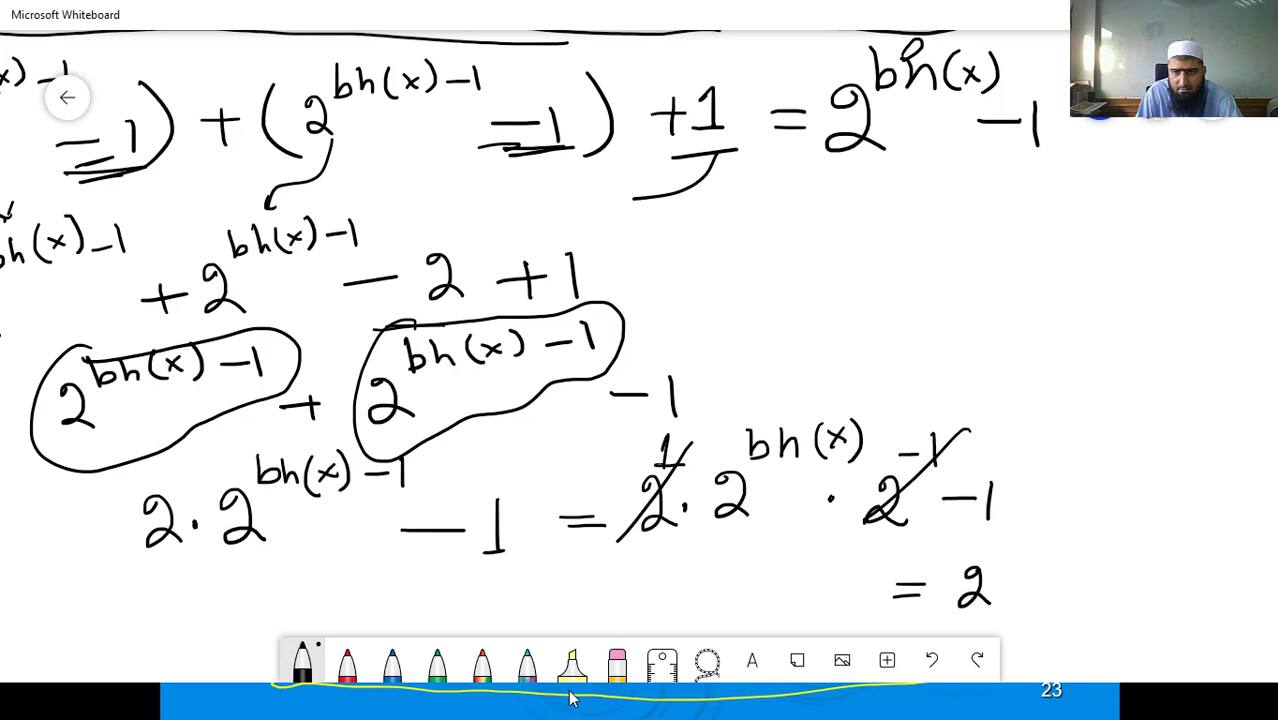 Microsoft Whiteboard
x) -1
-1) + (2^{bh(x) -1} -1) +1 = 2^{bh(x)} -1
bh(x) -1 + 2^{bh(x) -1} - 2 + 1
2^{bh(x) -1} + 2^{bh(x) -1} -1
2 . 2^{bh(x) -1} - 1 = 2^{1} . 2^{bh(x)} . 2^{-1} -1
= 2
A
23